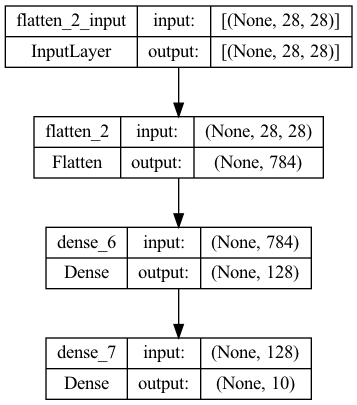 flatten_2_input input: [(None, 28, 28)]
InputLayer output: [(None, 28, 28)]
flatten_2 input: (None, 28, 28)
Flatten output: (None, 784)
dense_6 input: (None, 784)
Dense output: (None, 128)
dense_7 input: (None, 128)
Dense output: (None, 10)